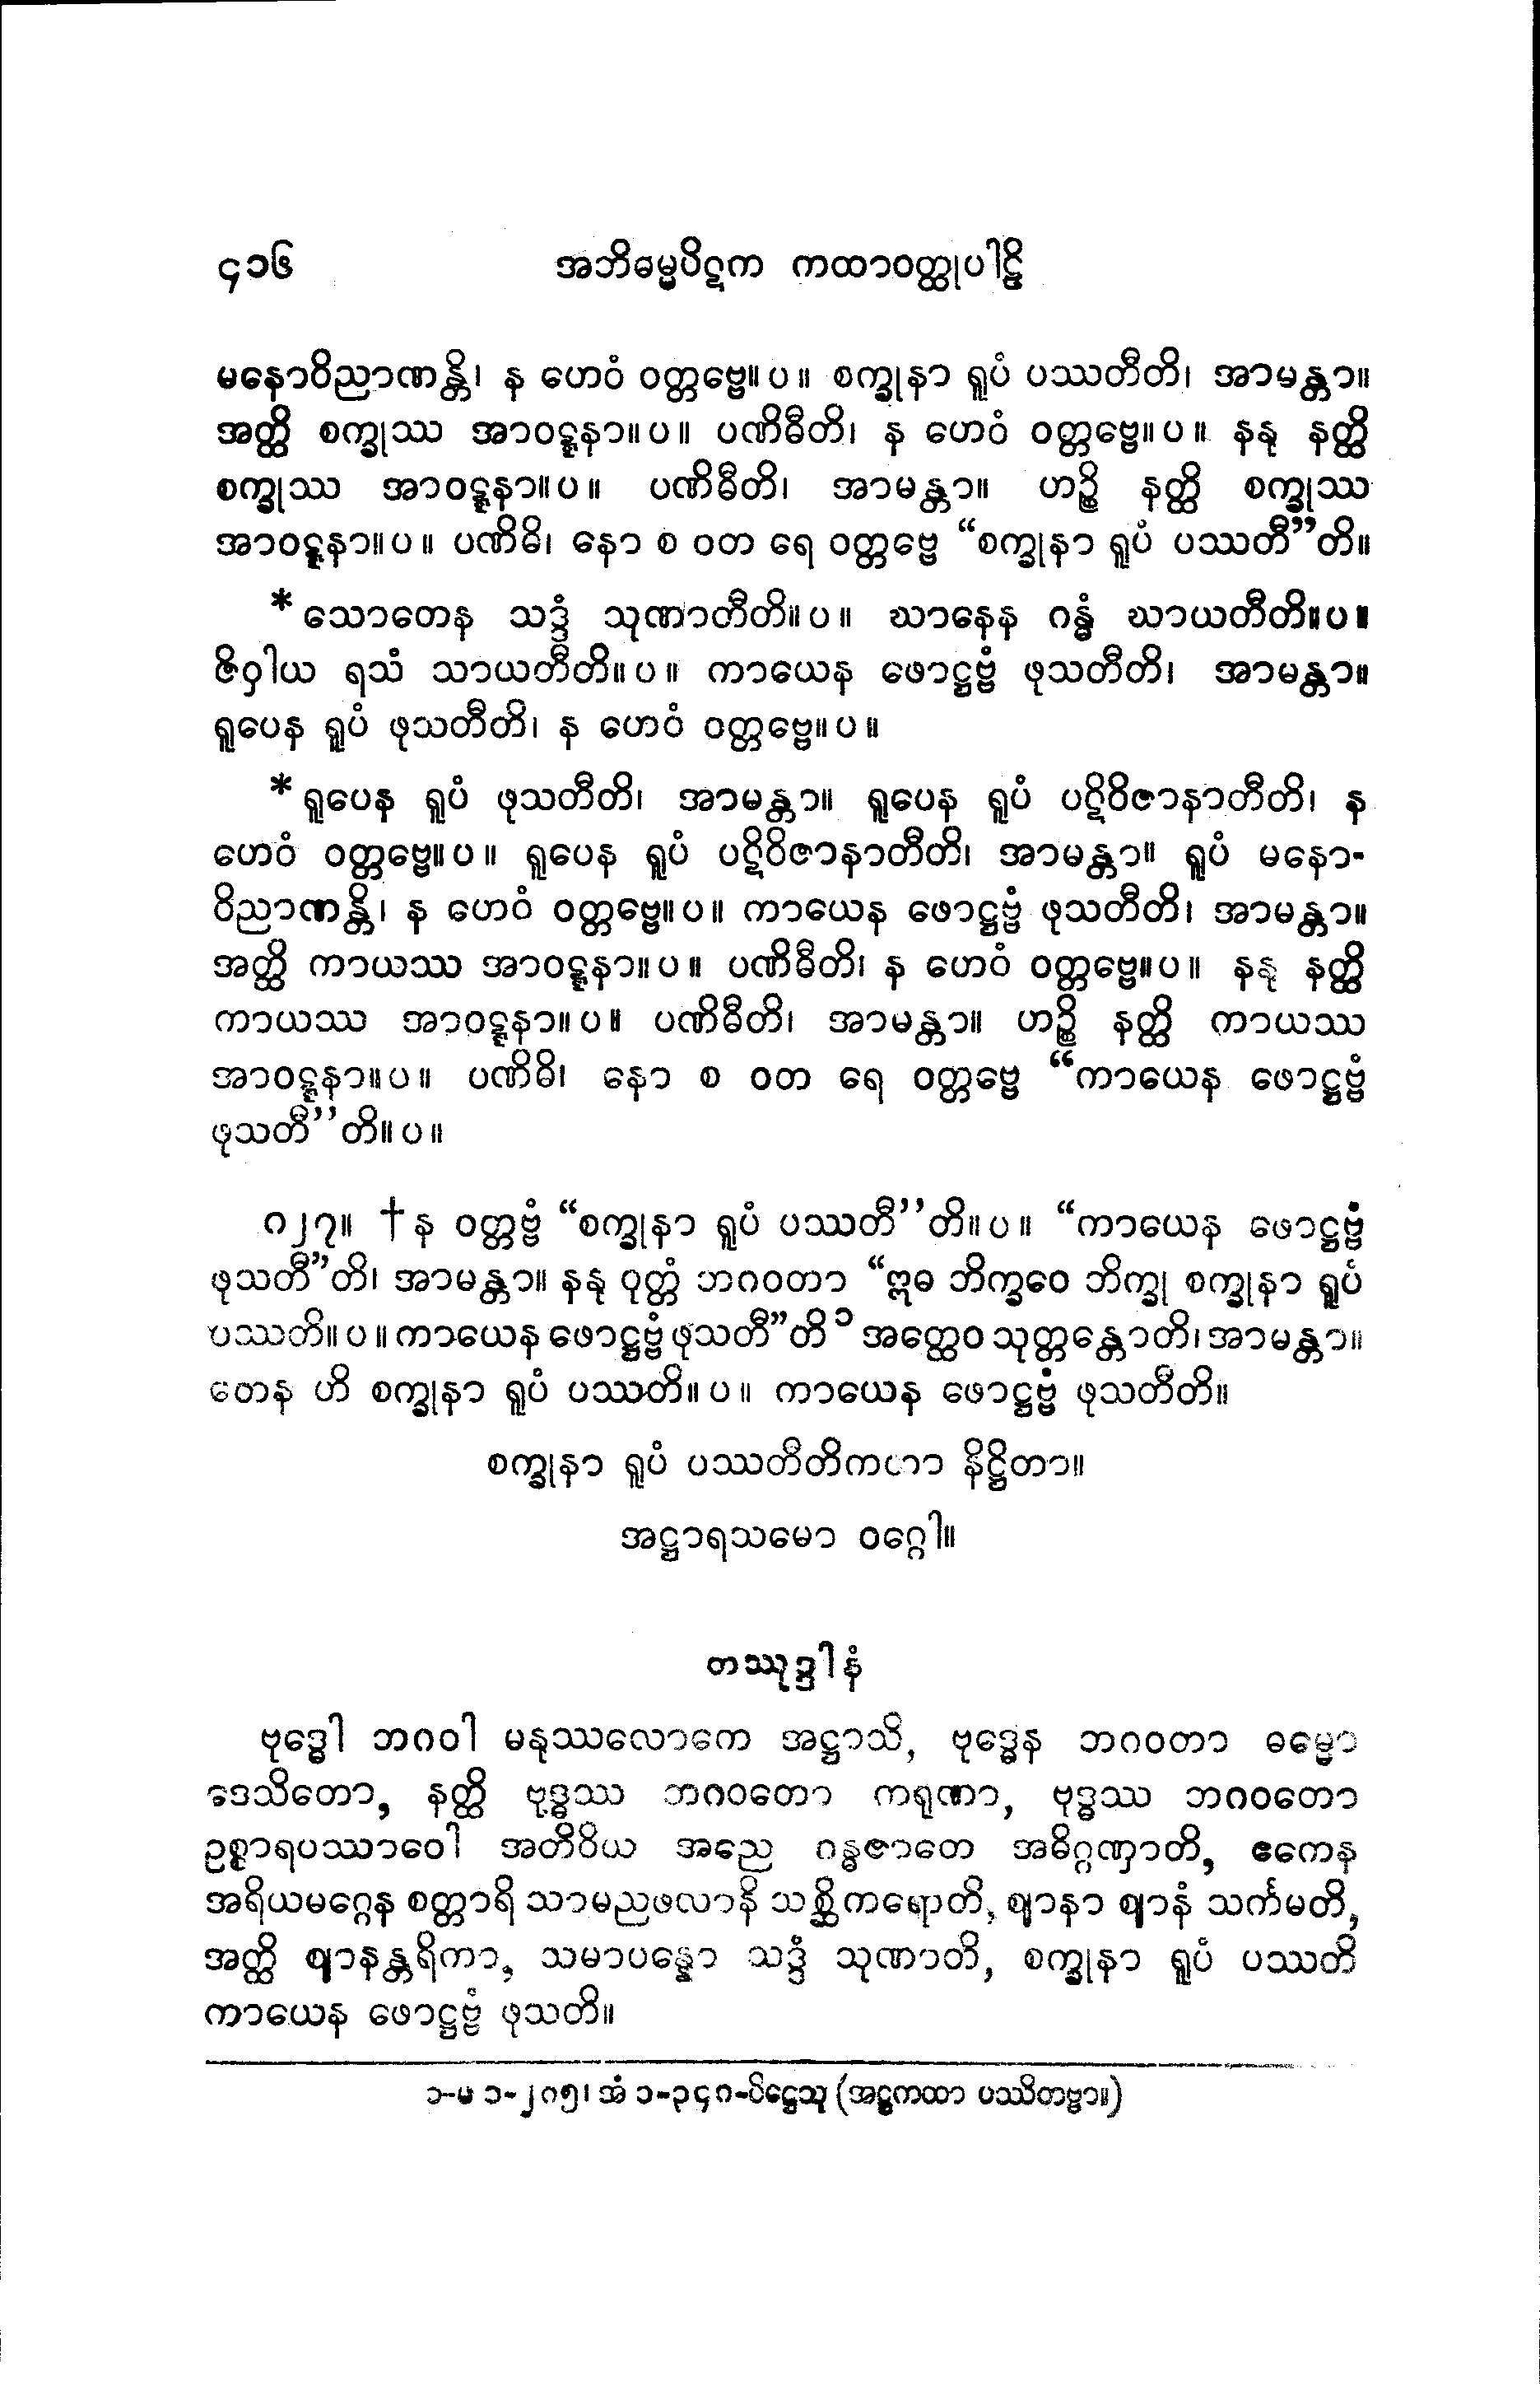 ၄၁၆ အဘိဓမ္မပိဋက ကထာဝတ္ထုပါဠိ
မနောဝိညာဏန္တိ၊ န ဟေဝံ ဝတ္တဗ္ဗေ။ပ။ စက္ခုနာ ရူပံ ပဿတီတိ၊ အာမန္တာ။
အတ္ထိ စက္ခုဿ အာဝဋ္ဋနာ။ပ။ ပဏိဓီတိ၊ န ဟေဝံ ဝတ္တဗ္ဗေ။ပ။ နနု နတ္ထိ
စက္ခုဿ အာဝဋ္ဋနာ။ပ။ ပဏိဓီတိ၊ အာမန္တာ။ ဟဉ္စိ နတ္ထိ စက္ခုဿ
အာဝဋ္ဋနာ။ပ။ ပဏိဓိ၊ နော စ ဝတ ရေ ဝတ္တဗ္ဗေ “စက္ခုနာ ရူပံ ပဿတီ”တိ။
*သောတေန သဒ္ဒံ သုဏာတီတိ။ပ။ ဃာနေန ဂန္ဓံ ဃာယတီတိ။ပ။
ဇိဝှါယ ရသံ သာယတီတိ။ပ။ ကာယေန ဖောဋ္ဌဗ္ဗံ ဖုသတီတိ၊ အာမန္တာ။
ရူပေန ရူပံ ဖုသတီတိ၊ န ဟေဝံ ဝတ္တဗ္ဗေ။ပ။
*ရူပေန ရူပံ ဖုသတီတိ၊ အာမန္တာ။ ရူပေန ရူပံ ပဋိဝိဇာနာတီတိ၊ န
ဟေဝံ ဝတ္တဗ္ဗေ။ပ။ ရူပေန ရူပံ ပဋိဝိဇာနာတီတိ၊ အာမန္တာ။ ရူပံ မနော-
ဝိညာဏန္တိ၊ န ဟေဝံ ဝတ္တဗ္ဗေ။ပ။ ကာယေန ဖောဋ္ဌဗ္ဗံ ဖုသတီတိ၊ အာမန္တာ။
အတ္ထိ ကာယဿ အာဝဋ္ဋနာ။ပ။ ပဏိဓီတိ၊ န ဟေဝံ ဝတ္တဗ္ဗေ။ပ။ နနု နတ္ထိ
ကာယဿ အာဝဋ္ဋနာ။ပ။ ပဏိဓီတိ၊ အာမန္တာ။ ဟဉ္စိ နတ္ထိ ကာယဿ
အာဝဋ္ဋနာ။ပ။ ပဏိဓိ၊ နော စ ဝတ ရေ ဝတ္တဗ္ဗေ “ကာယေန ဖောဋ္ဌဗ္ဗံ
ဖုသတီ’’တိ။ပ။
၈၂၇။ †န ဝတ္တဗ္ဗံ “စက္ခုနာ ရူပံ ပဿတီ’’တိ။ပ။ “ကာယေန ဖောဋ္ဌဗ္ဗံ
ဖုသတီ”တိ၊ အာမန္တာ။ နနု ဝုတ္တံ ဘဂဝတာ “ဣဓ ဘိက္ခဝေ ဘိက္ခု စက္ခုနာ ရူပံ
ပဿတိ။ပ။ကာယေန ဖောဋ္ဌဗ္ဗံ ဖုသတီ”တိ ၁ အတ္ထေဝ သုတ္တန္တောတိ၊အာမန္တာ။
တေန ဟိ စက္ခုနာ ရူပံ ပဿတိ။ပ။ ကာယေန ဖောဋ္ဌဗ္ဗံ ဖုသတီတိ။
စက္ခုနာ ရူပံ ပဿတီတိကထာ နိဋ္ဌိတာ။
အဋ္ဌာရသမော ဝဂ္ဂေါ။
တဿုဒ္ဒါနံ
ဗုဒ္ဓေါ ဘဂဝါ မနုဿလောကေ အဋ္ဌာသိ, ဗုဒ္ဓေန ဘဂဝတာ ဓမ္မော
ဒေသိတော, နတ္ထိ ဗုဒ္ဓဿ ဘဂဝတော ကရုဏာ, ဗုဒ္ဓဿ ဘဂဝတော
ဥစ္စာရပဿာဝေါ အတိဝိယ အညေ ဂန္ဓဇာတေ အဓိဂ္ဂဏှာတိ, ဧကေန
အရိယမဂ္ဂေန စတ္တာရိ သာမညဖလာနိ သစ္ဆိကရောတိ, ဈာနာ ဈာနံ သင်္ကမတိ,
အတ္ထိ ဈာနန္တရိကာ, သမာပန္နော သဒ္ဒံ သုဏာတိ, စက္ခုနာ ရူပံ ပဿတိ
ကာယေန ဖောဋ္ဌဗ္ဗံ ဖုသတိ။
၁-မ ၁-၂၈၅၊ အံ ၁-၃၄၈-ပိဋ္ဌေသု (အဋ္ဌကထာ ပဿိတဗ္ဗာ။)